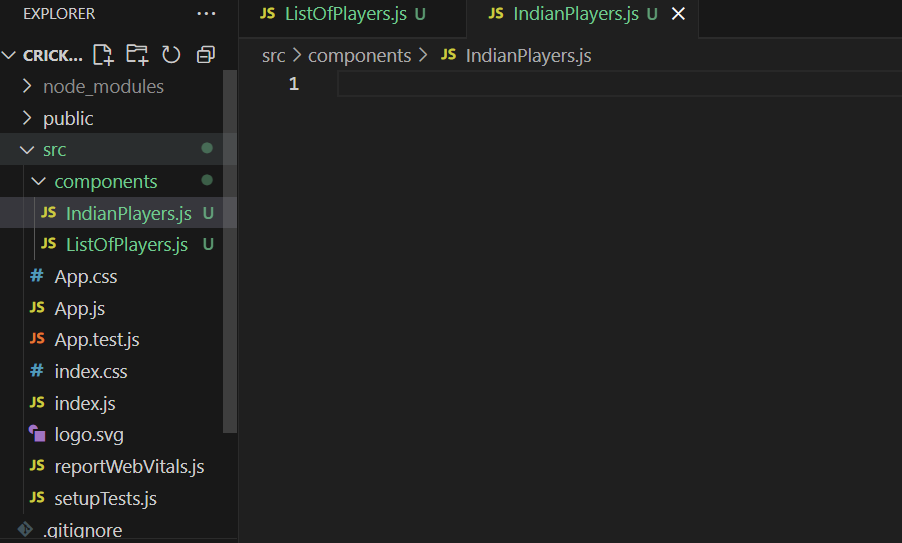 EXPLORER ...
JS ListOfPlayers.js U
JS IndianPlayers.js U
CRICK...
src > components > JS IndianPlayers.js
1
node_modules
public
src
components
JS IndianPlayers.js U
JS ListOfPlayers.js U
# App.css
JS App.js
JS App.test.js
# index.css
JS index.js
logo.svg
JS reportWebVitals.js
JS setupTests.js
.gitignore